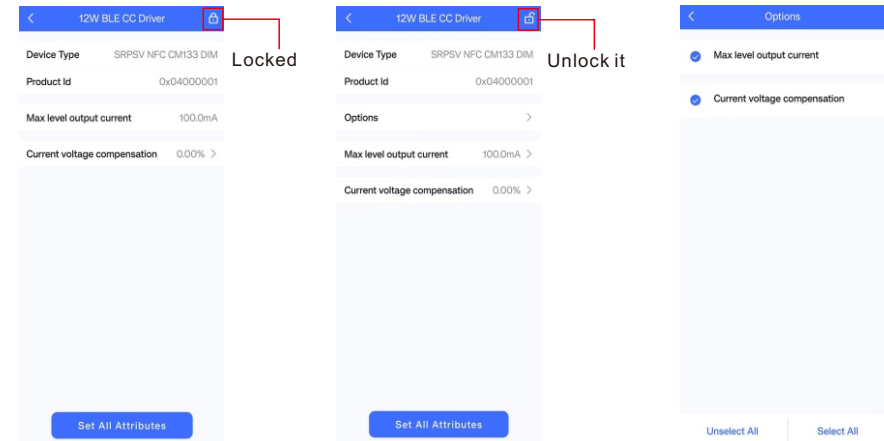 12W BLE CC Driver
Device Type SRPSV NFC CM133 DIM
Product Id 0x04000001
Max level output current 100.0mA
Current voltage compensation 0.00%
Set All Attributes
Locked
12W BLE CC Driver
Device Type SRPSV NFC CM133 DIM
Product Id 0x04000001
Options
Max level output current 100.0mA
Current voltage compensation 0.00%
Set All Attributes
Unlock it
Options
Max level output current
Current voltage compensation
Unselect All Select All